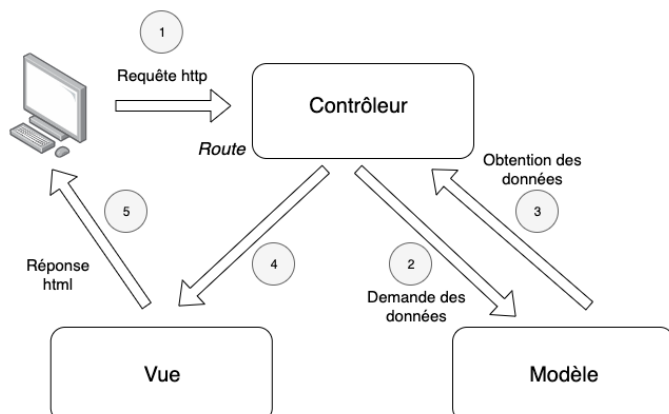 1
Requête http
Contrôleur
Route
Obtention des
données
3
5
4
2
Réponse
html
Demande des
données
Vue
Modèle